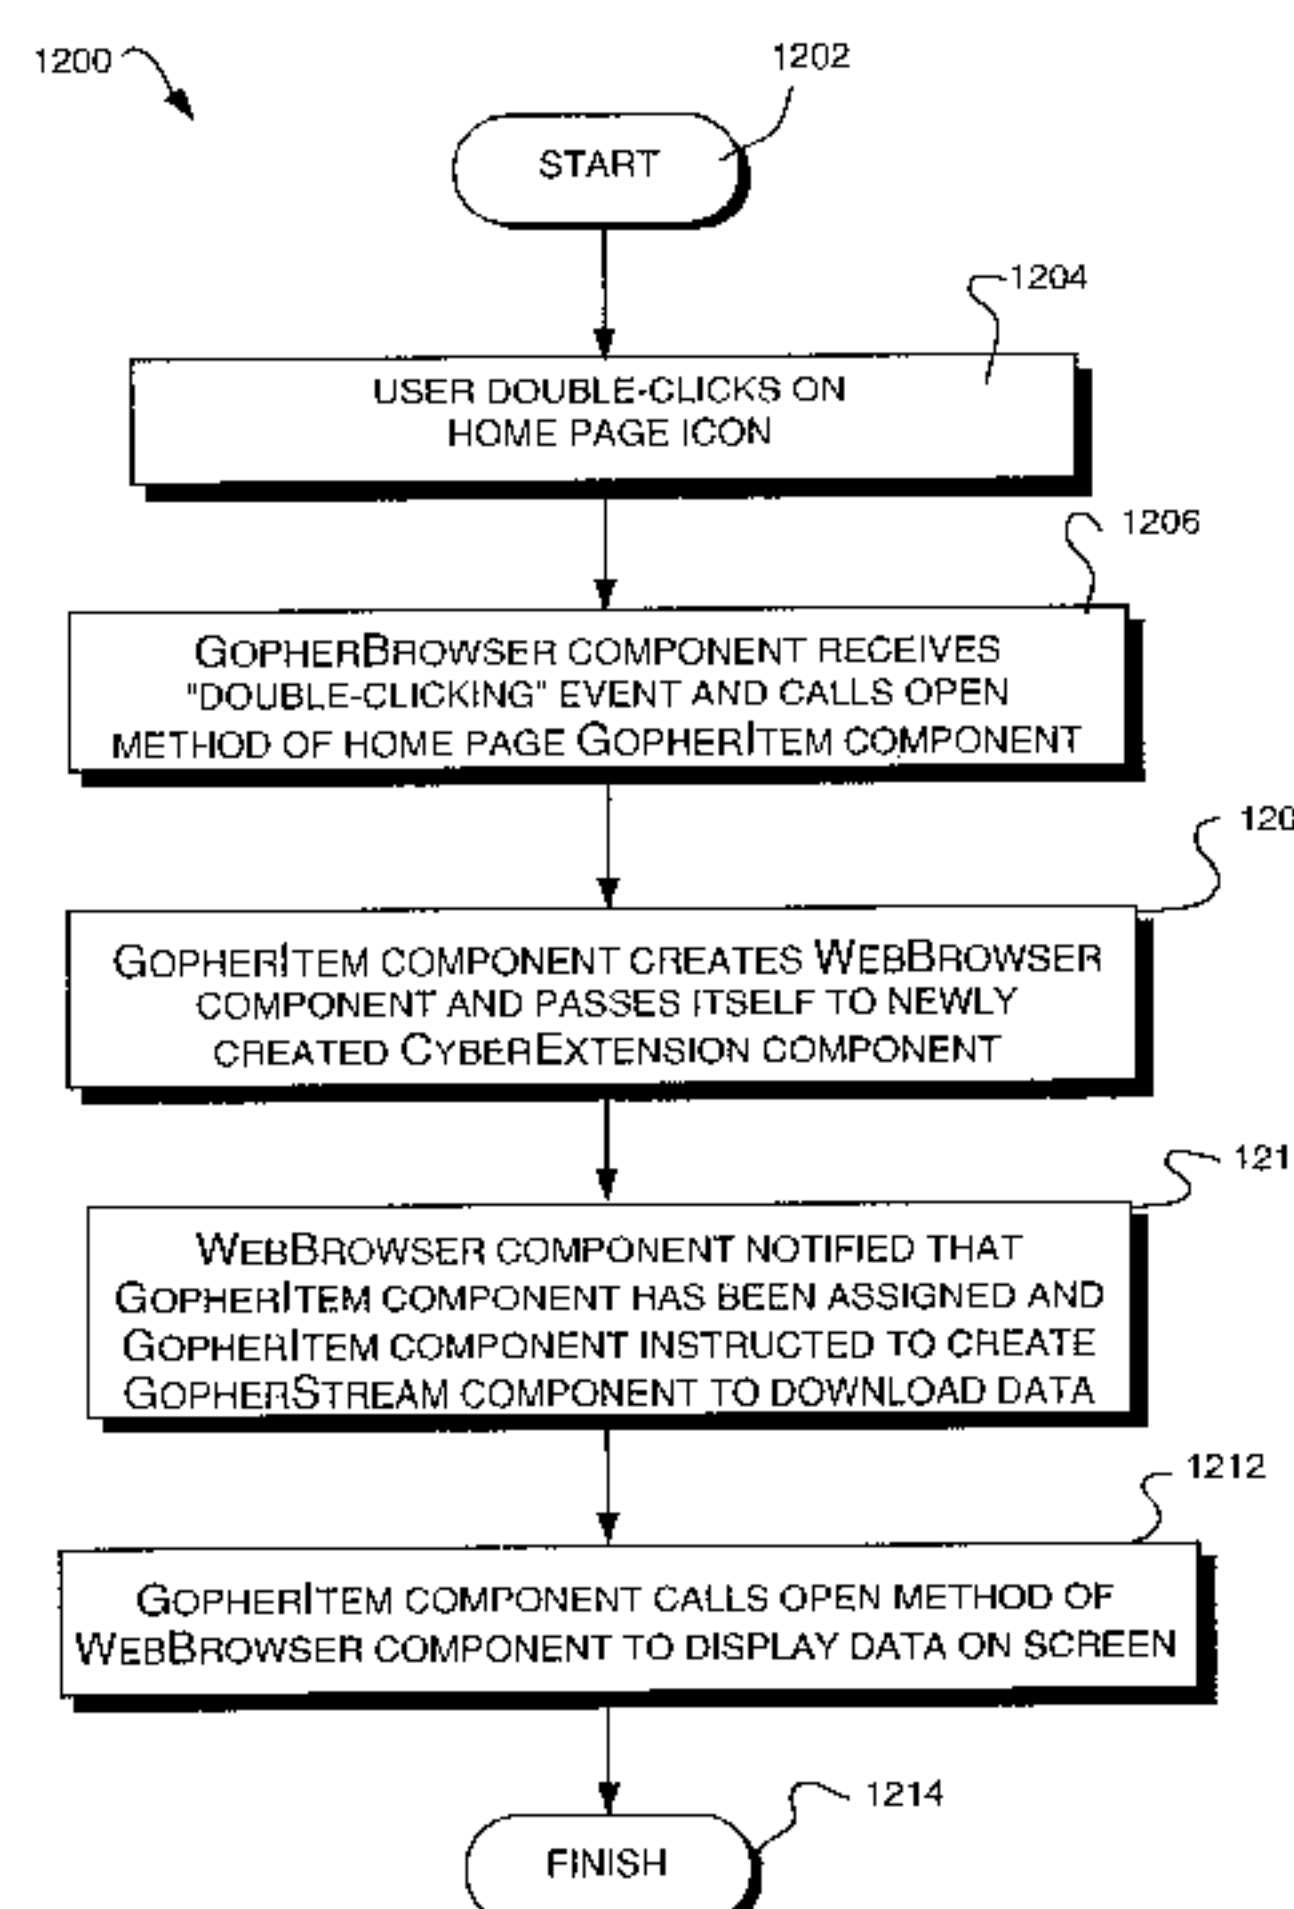 1200
1202
START
1204
USER DOUBLE-CLICKS ON
HOME PAGE ICON
1206
GOPHERBROWSER COMPONENT RECEIVES
"DOUBLE-CLICKING" EVENT AND CALLS OPEN
METHOD OF HOME PAGE GOPHERITEM COMPONENT
120
GOPHERITEM COMPONENT CREATES WEBBROWSER
COMPONENT AND PASSES ITSELF TO NEWLY
CREATED CYBEREXTENSION COMPONENT
121
WEBBROWSER COMPONENT NOTIFIED THAT
GOPHERITEM COMPONENT HAS BEEN ASSIGNED AND
GOPHERITEM COMPONENT INSTRUCTED TO CREATE
GOPHERSTREAM COMPONENT TO DOWNLOAD DATA
1212
GOPHERITEM COMPONENT CALLS OPEN METHOD OF
WEBBROWSER COMPONENT TO DISPLAY DATA ON SCREEN
1214
FINISH